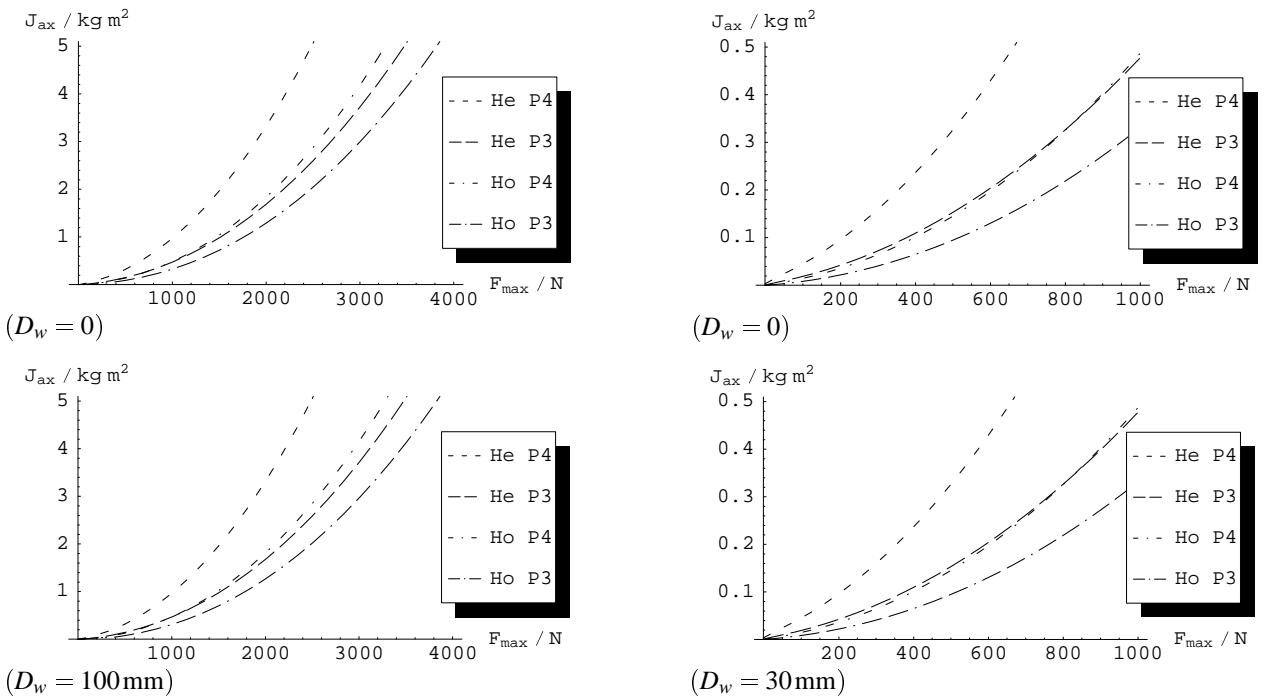 J_ax / kg m²
5
4
3
2
1
1000 2000 3000 4000
F_max / N
He P4
He P3
Ho P4
Ho P3
(D_w = 0)
J_ax / kg m²
0.5
0.4
0.3
0.2
0.1
200 400 600 800 1000
F_max / N
He P4
He P3
Ho P4
Ho P3
(D_w = 0)
J_ax / kg m²
5
4
3
2
1
1000 2000 3000 4000
F_max / N
He P4
He P3
Ho P4
Ho P3
(D_w = 100 mm)
J_ax / kg m²
0.5
0.4
0.3
0.2
0.1
200 400 600 800 1000
F_max / N
He P4
He P3
Ho P4
Ho P3
(D_w = 30 mm)